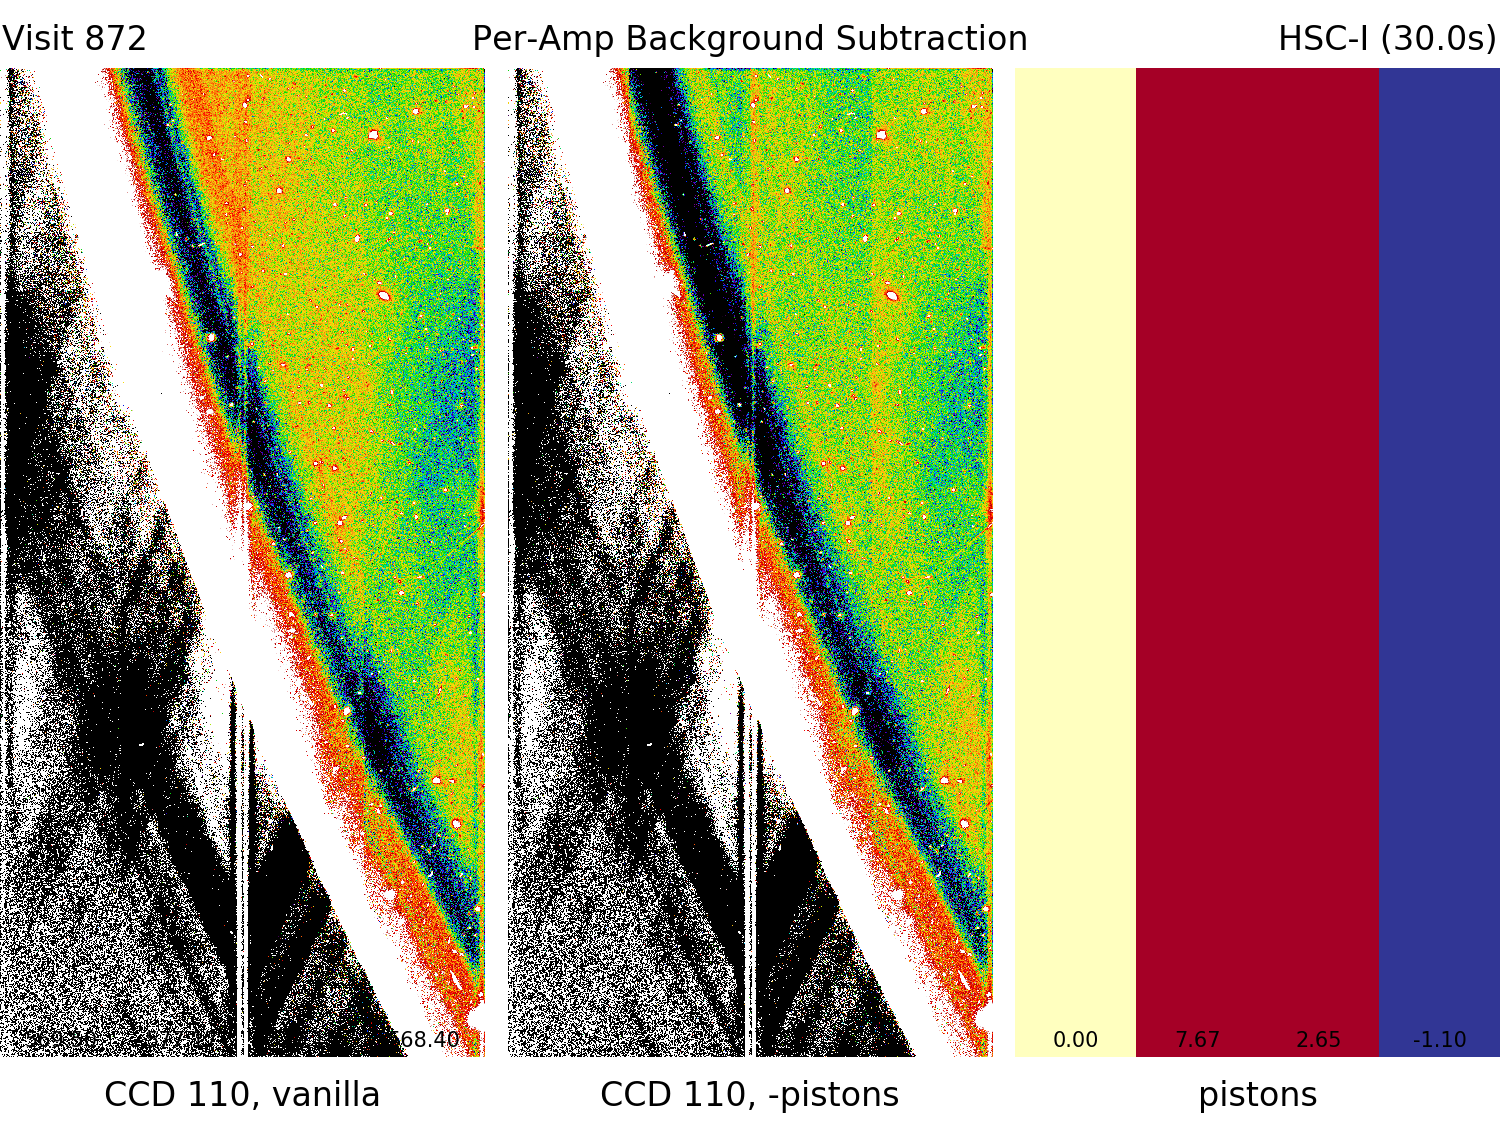 Visit 872 Per-Amp Background Subtraction HSC-I (30.0s)
68.40 0.00 7.67 2.65 -1.10
CCD 110, vanilla CCD 110, -pistons pistons